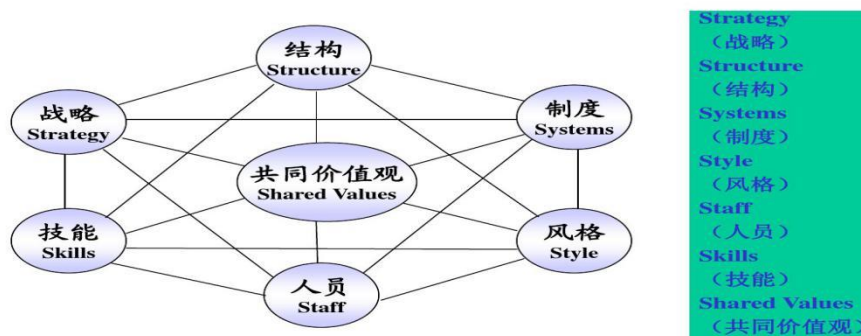 结构
Structure
战略
Strategy
制度
Systems
共同价值观
Shared Values
技能
Skills
风格
Style
人员
Staff
Strategy
（战略）
Structure
（结构）
Systems
（制度）
Style
（风格）
Staff
（人员）
Skills
（技能）
Shared Values
（共同价值观）